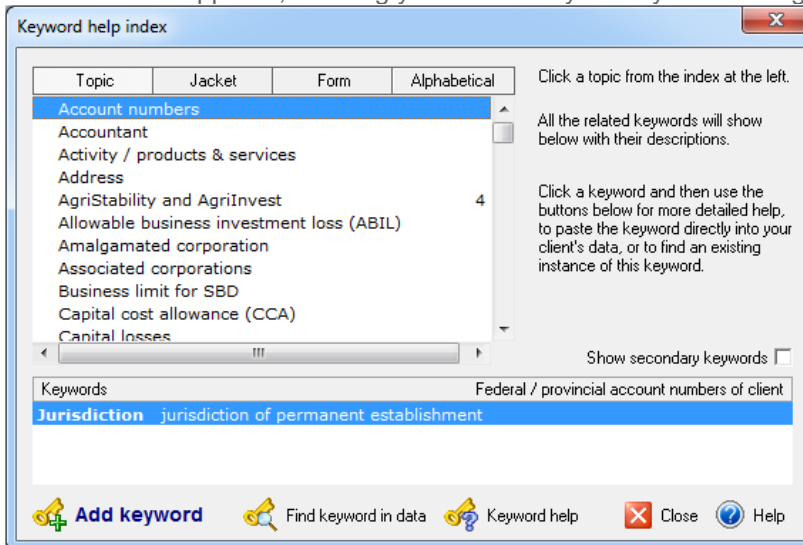 Keyword help index
Topic Jacket Form Alphabetical
Account numbers
Accountant
Activity / products & services
Address
AgriStability and AgriInvest 4
Allowable business investment loss (ABIL)
Amalgamated corporation
Associated corporations
Business limit for SBD
Capital cost allowance (CCA)
Capital losses
Click a topic from the index at the left.
All the related keywords will show
below with their descriptions.
Click a keyword and then use the
buttons below for more detailed help,
to paste the keyword directly into your
client's data, or to find an existing
instance of this keyword.
Show secondary keywords
Keywords Federal / provincial account numbers of client
Jurisdiction jurisdiction of permanent establishment
Add keyword Find keyword in data Keyword help Close Help